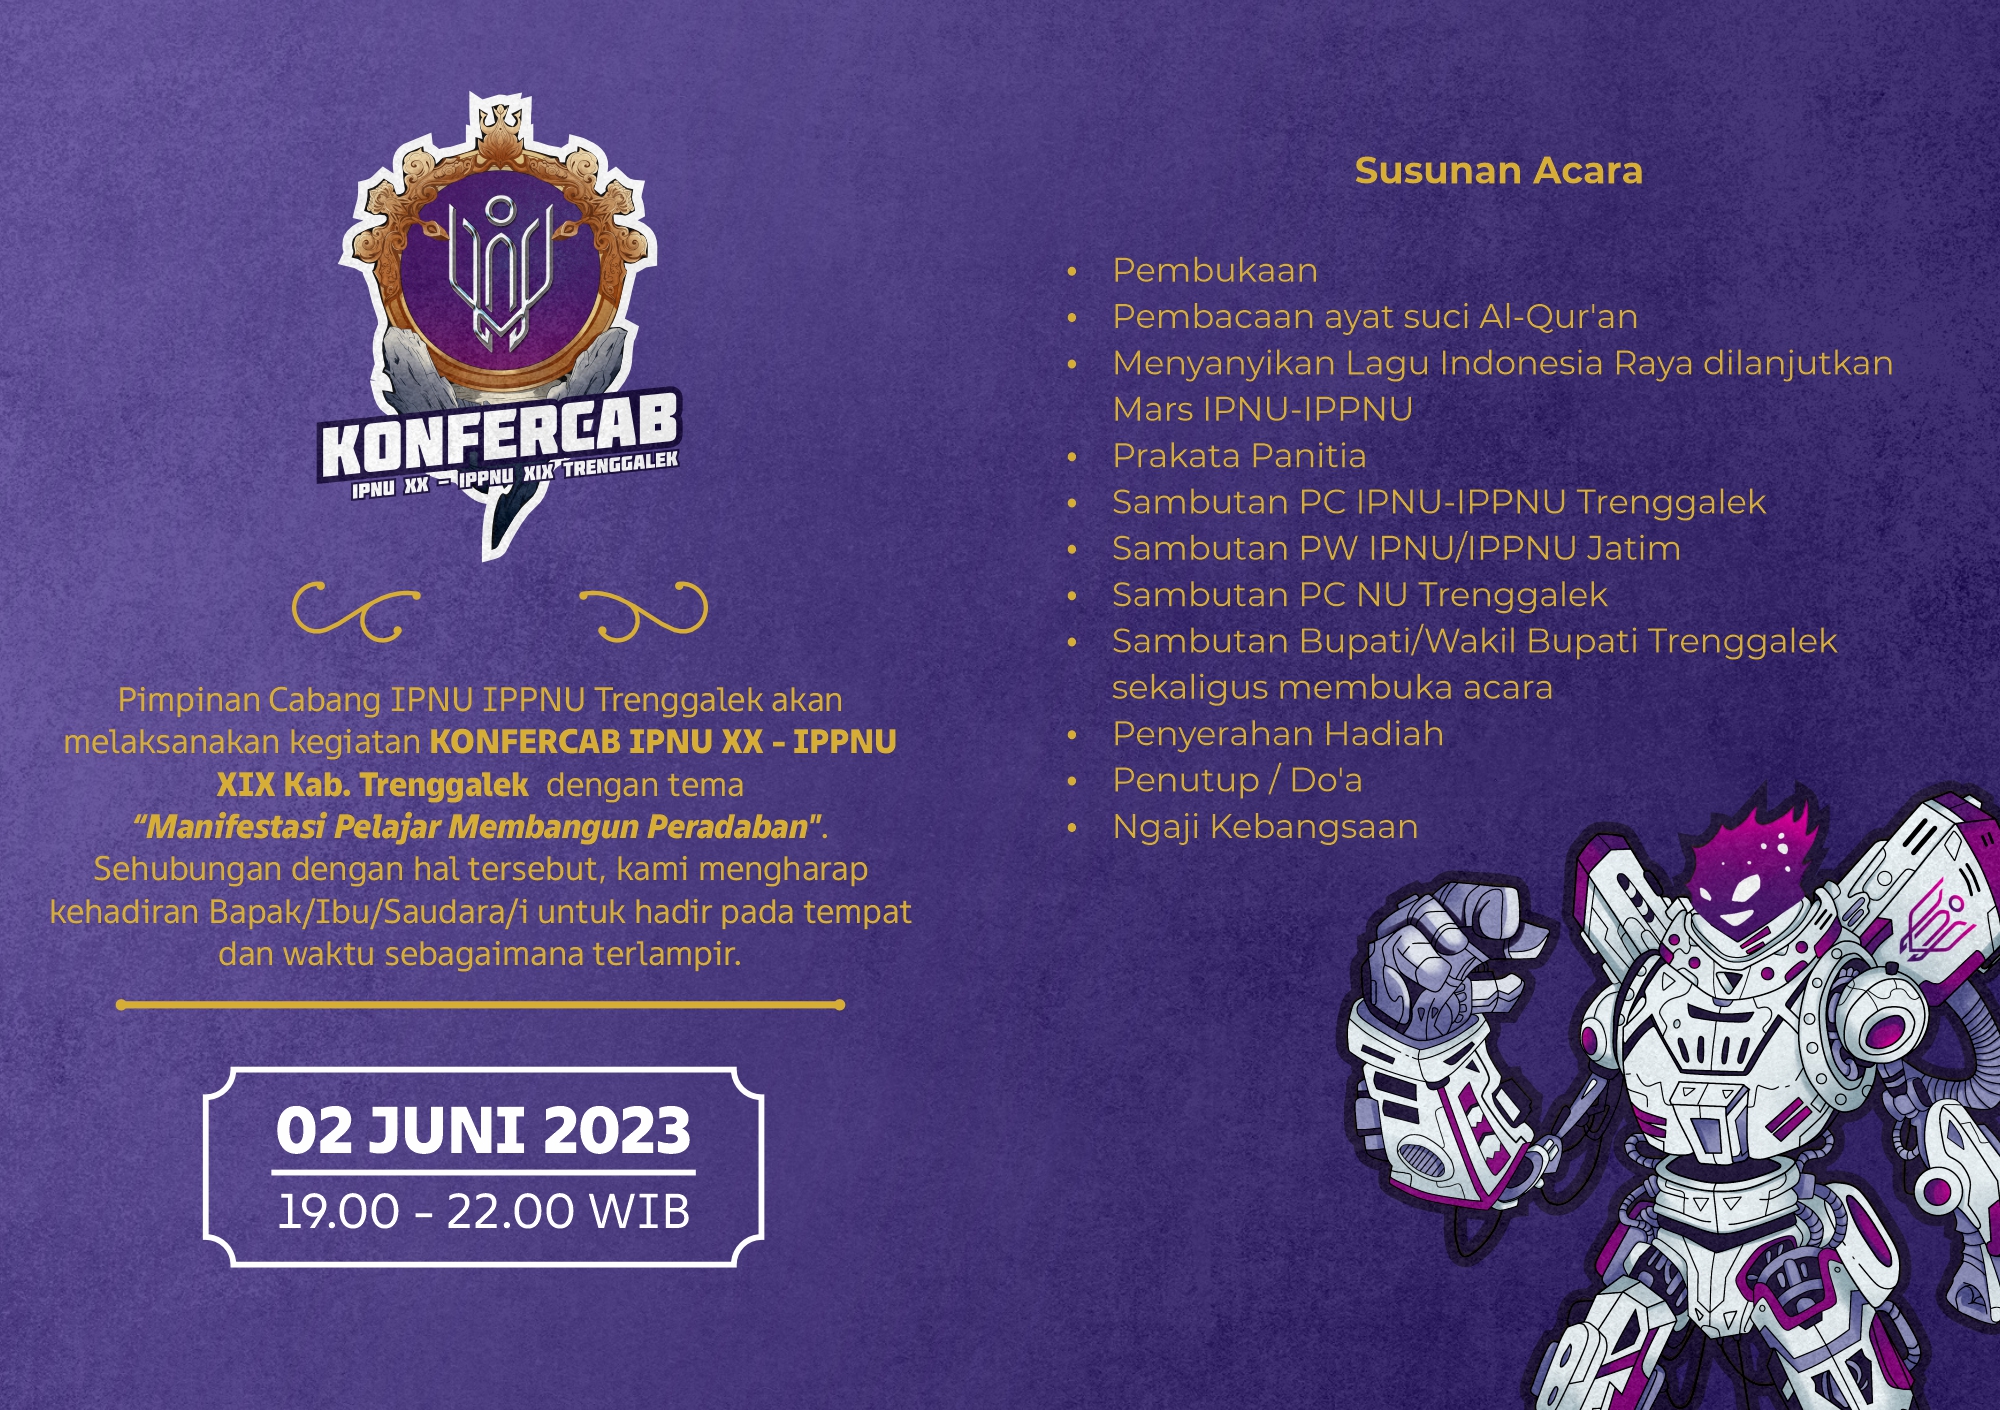 KONFERCAB
IPNU XX - IPPNU XIX TRENGGALEK
Pimpinan Cabang IPNU IPPNU Trenggalek akan
melaksanakan kegiatan KONFERCAB IPNU XX - IPPNU
XIX Kab. Trenggalek dengan tema
“Manifestasi Pelajar Membangun Peradaban".
Sehubungan dengan hal tersebut, kami mengharap
kehadiran Bapak/Ibu/Saudara/i untuk hadir pada tempat
dan waktu sebagaimana terlampir.
02 JUNI 2023
19.00 - 22.00 WIB
Susunan Acara
• Pembukaan
• Pembacaan ayat suci Al-Qur'an
• Menyanyikan Lagu Indonesia Raya dilanjutkan
Mars IPNU-IPPNU
• Prakata Panitia
• Sambutan PC IPNU-IPPNU Trenggalek
• Sambutan PW IPNU/IPPNU Jatim
• Sambutan PC NU Trenggalek
• Sambutan Bupati/Wakil Bupati Trenggalek
sekaligus membuka acara
• Penyerahan Hadiah
• Penutup / Do'a
• Ngaji Kebangsaan